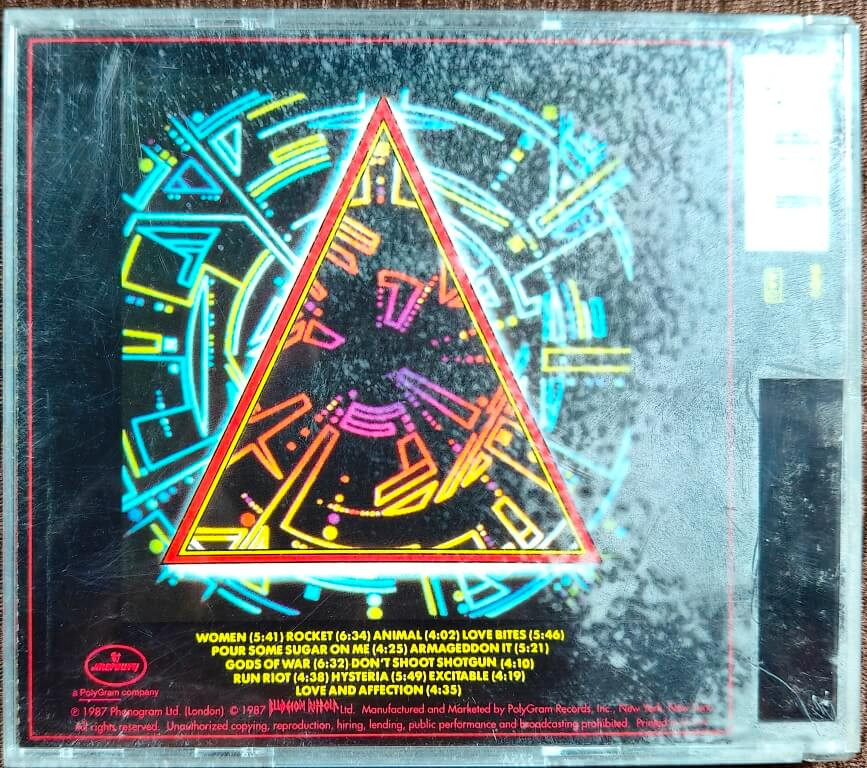 WOMEN (5:41) ROCKET (6:34) ANIMAL (4:02) LOVE BITES (5:46)
POUR SOME SUGAR ON ME (4:25) ARMAGEDDON IT (5:21)
GODS OF WAR (6:32) DON'T SHOOT SHOTGUN (4:10)
RUN RIOT (4:38) HYSTERIA (5:49) EXCITABLE (4:19)
LOVE AND AFFECTION (4:35)
mercury
a PolyGram company
℗ 1987 Phonogram Ltd. (London) © 1987 Bludgeon Riffola Ltd. Manufactured and Marketed by PolyGram Records, Inc., New York, New York
All rights reserved. Unauthorized copying, reproduction, hiring, lending, public performance and broadcasting prohibited. Printed